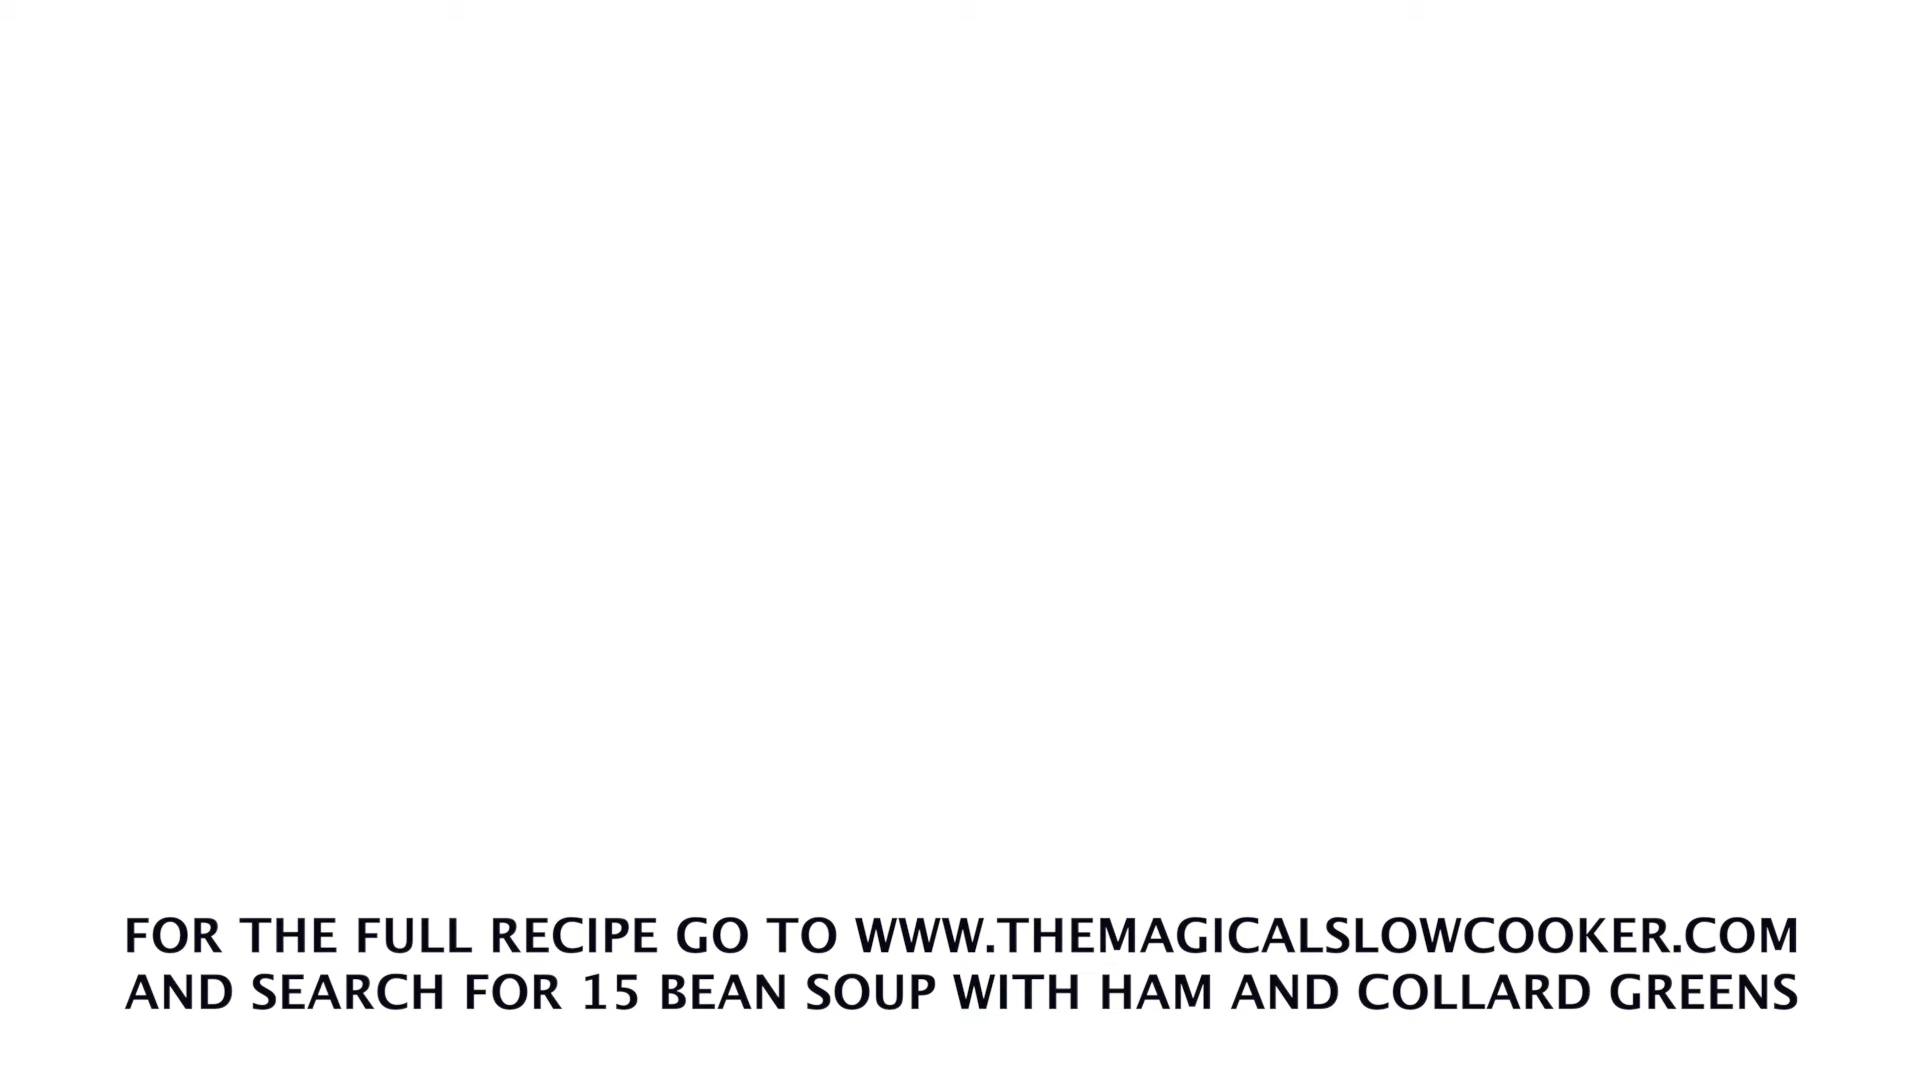 FOR THE FULL RECIPE GO TO WWW.THEMAGICALSLOWCOOKER.COM
AND SEARCH FOR 15 BEAN SOUP WITH HAM AND COLLARD GREENS